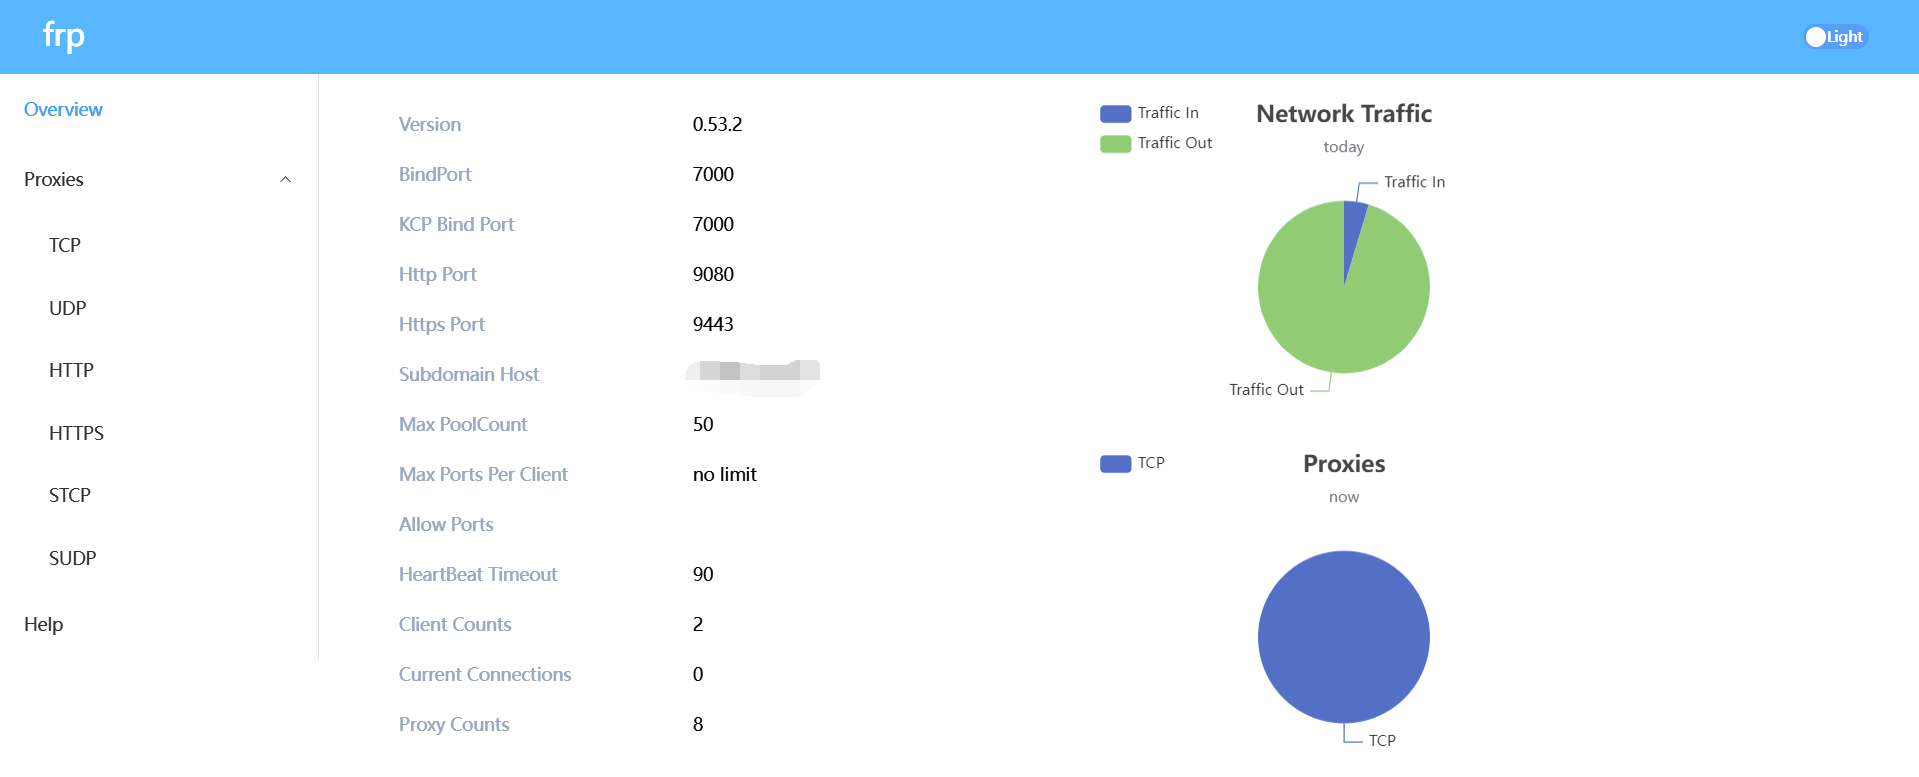 frp
Light
Overview
Proxies
TCP
UDP
HTTP
HTTPS
STCP
SUDP
Help
Version 0.53.2
BindPort 7000
KCP Bind Port 7000
Http Port 9080
Https Port 9443
Subdomain Host
Max PoolCount 50
Max Ports Per Client no limit
Allow Ports
HeartBeat Timeout 90
Client Counts 2
Current Connections 0
Proxy Counts 8
Traffic In
Traffic Out
Network Traffic
today
Traffic In
Traffic Out
TCP
Proxies
now
TCP